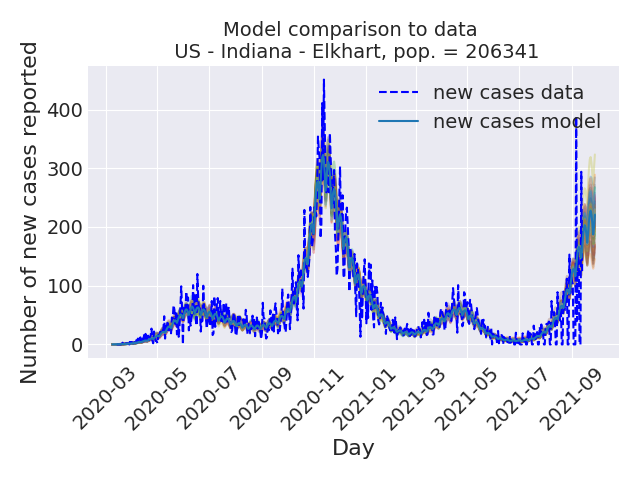 Model comparison to data
US - Indiana - Elkhart, pop. = 206341
new cases data
new cases model
Number of new cases reported
400
300
200
100
0
2020-03
2020-05
2020-07
2020-09
2020-11
2021-01
2021-03
2021-05
2021-07
2021-09
Day